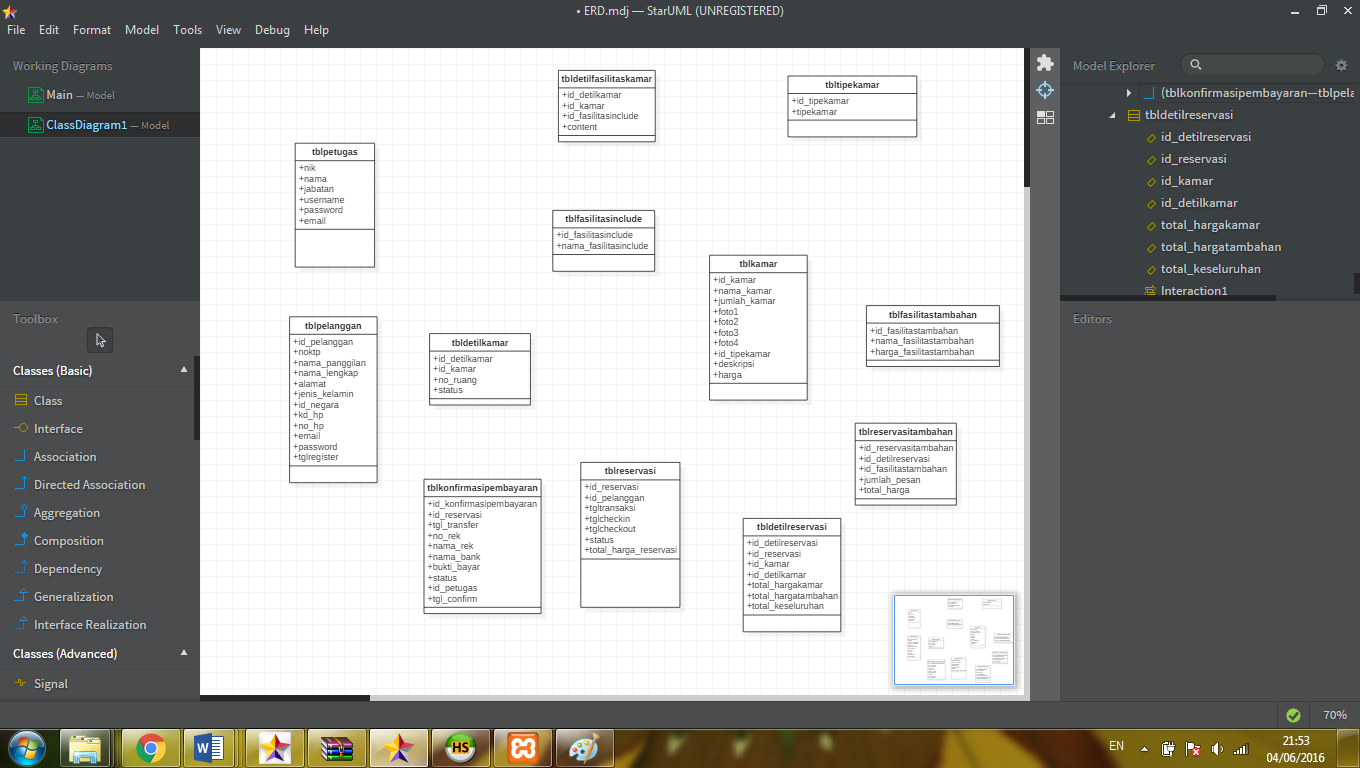 • ERD.mdj — StarUML (UNREGISTERED)
File Edit Format Model Tools View Debug Help
Working Diagrams
Main — Model
ClassDiagram1 — Model
Toolbox
Classes (Basic)
Class
Interface
Association
Directed Association
Aggregation
Composition
Dependency
Generalization
Interface Realization
Classes (Advanced)
Signal
tbldetilfasilitaskamar
+id_detilkamar
+id_kamar
+id_fasilitasinclude
+content
tbltipekamar
+id_tipekamar
+tipekamar
tblpetugas
+nik
+nama
+jabatan
+username
+password
+email
tblfasilitasinclude
+id_fasilitasinclude
+nama_fasilitasinclude
tblkamar
+id_kamar
+nama_kamar
+jumlah_kamar
+foto1
+foto2
+foto3
+foto4
+id_tipekamar
+deskripsi
+harga
tblfasilitastambahan
+id_fasilitastambahan
+nama_fasilitastambahan
+harga_fasilitastambahan
tblpelanggan
+id_pelanggan
+noktp
+nama_panggilan
+nama_lengkap
+alamat
+jenis_kelamin
+id_negara
+kd_hp
+no_hp
+email
+password
+tglregister
tbldetilkamar
+id_detilkamar
+id_kamar
+no_ruang
+status
tblreservasitambahan
+id_reservasitambahan
+id_detilreservasi
+id_fasilitastambahan
+jumlah_pesan
+total_harga
tblkonfirmasipembayaran
+id_konfirmasipembayaran
+id_reservasi
+tgl_transfer
+no_rek
+nama_rek
+nama_bank
+bukti_bayar
+status
+id_petugas
+tgl_confirm
tblreservasi
+id_reservasi
+id_pelanggan
+tgltransaksi
+tglcheckin
+tglcheckout
+status
+total_harga_reservasi
tbldetilreservasi
+id_detilreservasi
+id_reservasi
+id_kamar
+id_detilkamar
+total_hargakamar
+total_hargatambahan
+total_keseluruhan
Model Explorer
(tblkonfirmasipembayaran—tblpela
tbldetilreservasi
id_detilreservasi
id_reservasi
id_kamar
id_detilkamar
total_hargakamar
total_hargatambahan
total_keseluruhan
Interaction1
Editors
70%
W
HS
EN
21:53
04/06/2016